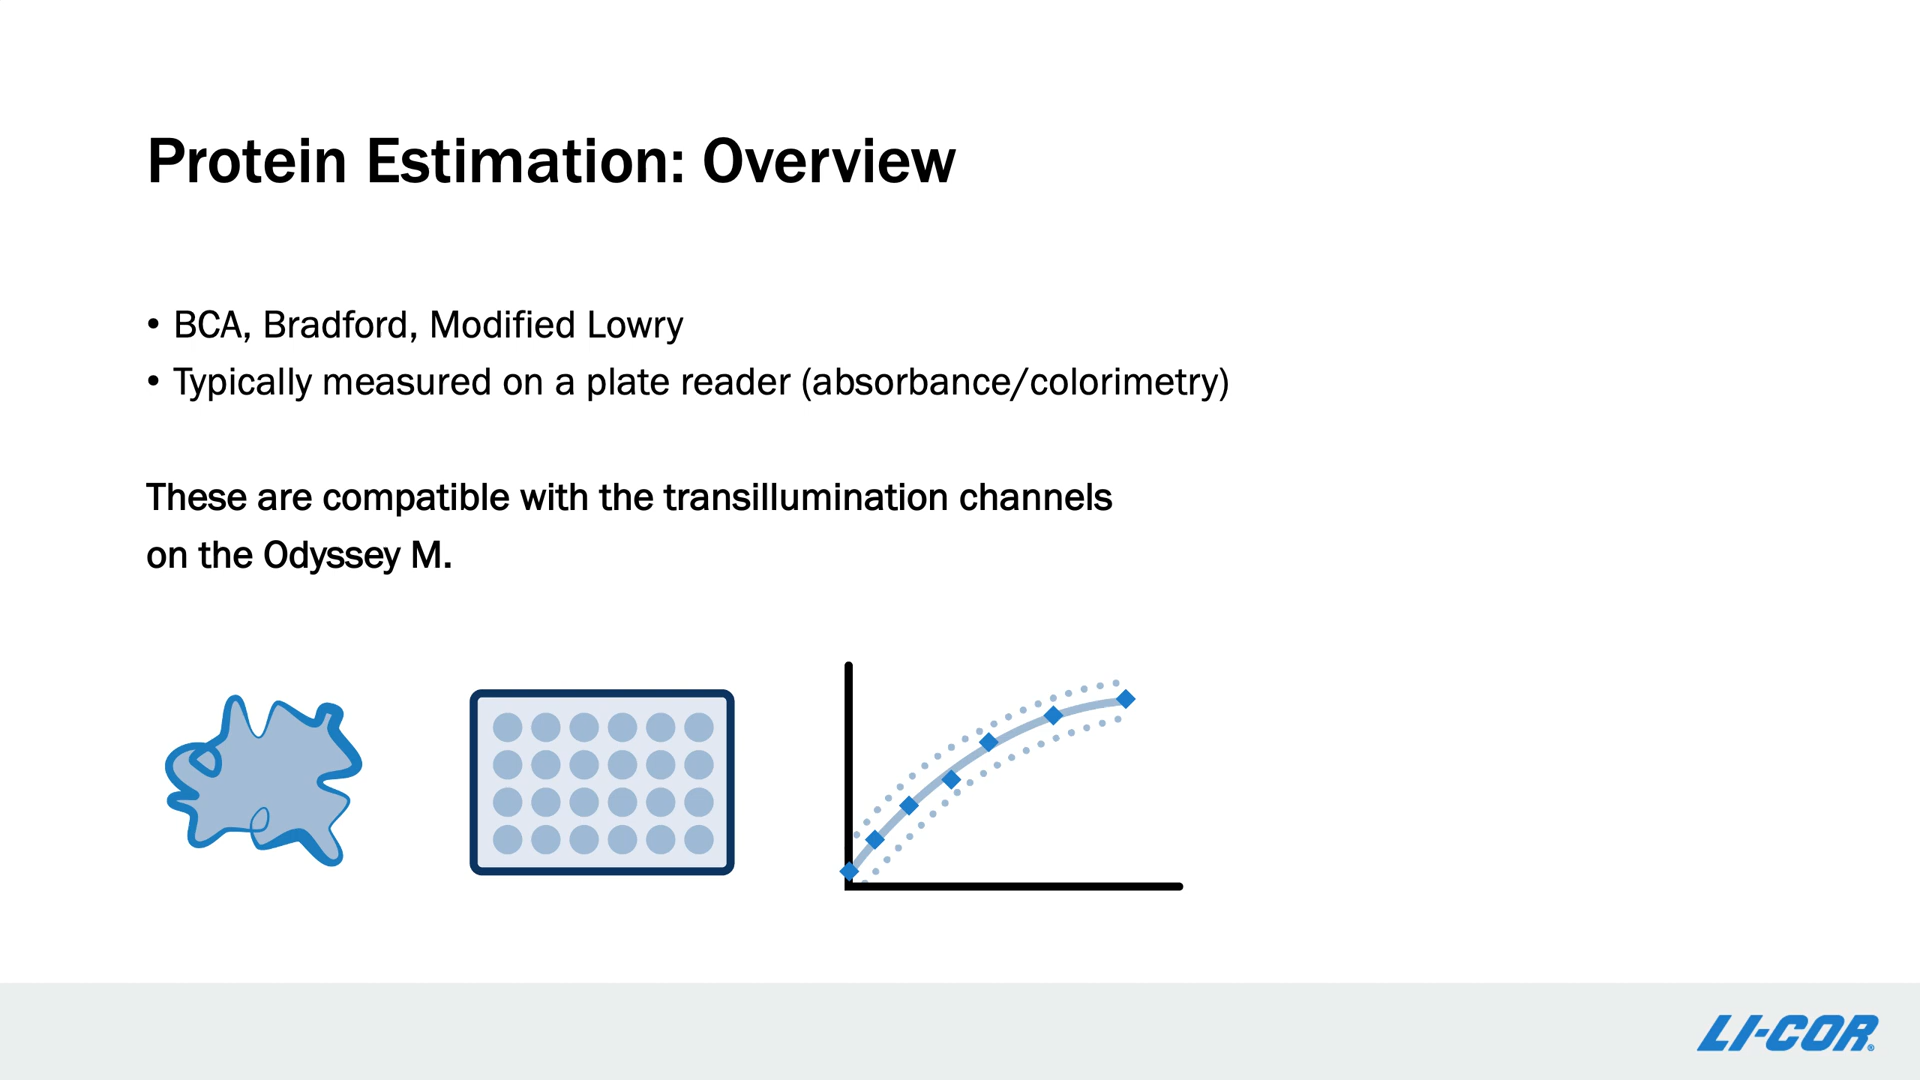 Protein Estimation: Overview
• BCA, Bradford, Modified Lowry
• Typically measured on a plate reader (absorbance/colorimetry)
These are compatible with the transillumination channels
on the Odyssey M.
LI-COR®